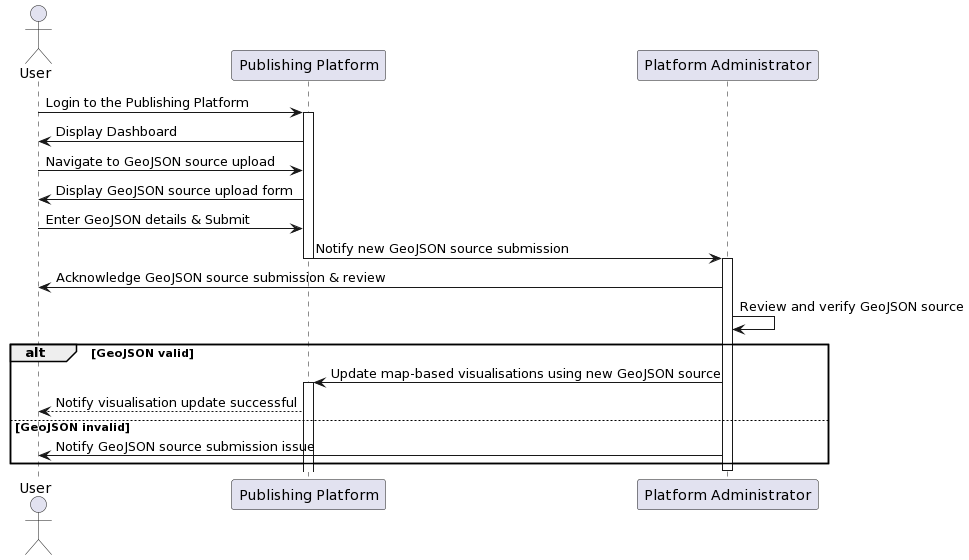 User
Publishing Platform
Platform Administrator
Login to the Publishing Platform
Display Dashboard
Navigate to GeoJSON source upload
Display GeoJSON source upload form
Enter GeoJSON details & Submit
Notify new GeoJSON source submission
Acknowledge GeoJSON source submission & review
Review and verify GeoJSON source
alt [GeoJSON valid]
Update map-based visualisations using new GeoJSON source
Notify visualisation update successful
[GeoJSON invalid]
Notify GeoJSON source submission issue
User
Publishing Platform
Platform Administrator